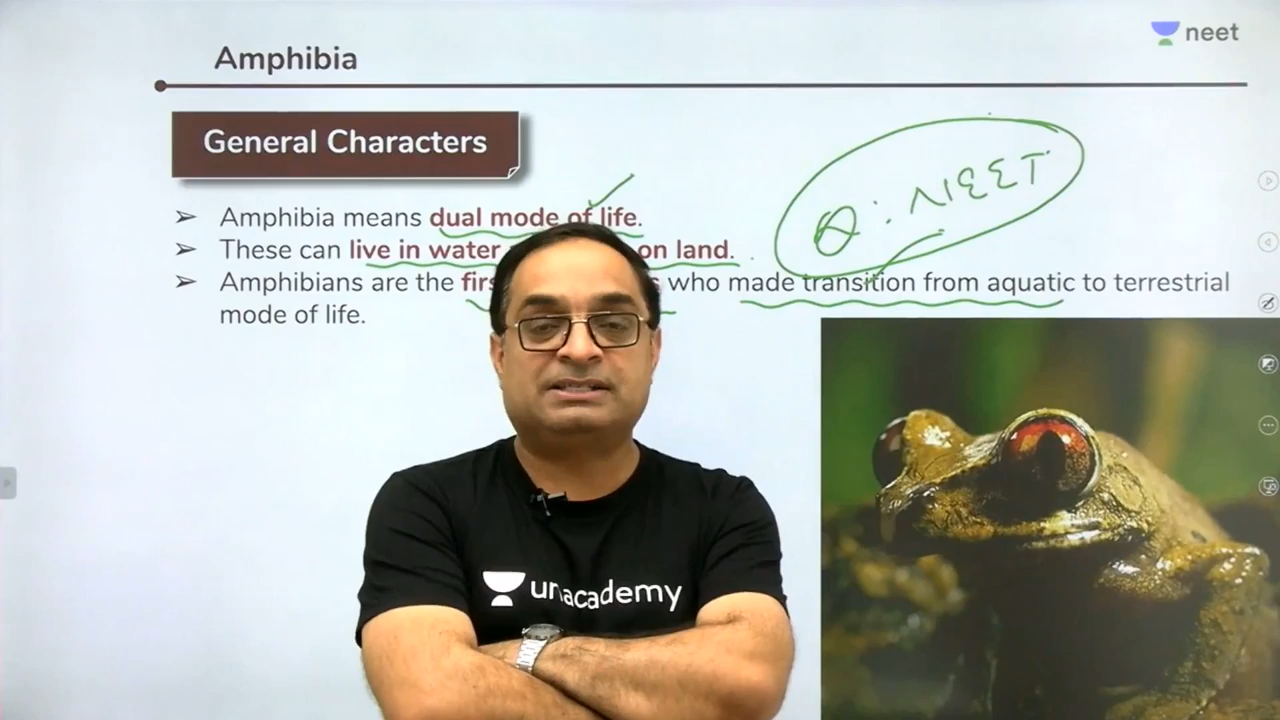 neet
Amphibia
General Characters
Q: NEET
➢ Amphibia means dual mode of life.
➢ These can live in water on land.
➢ Amphibians are the who made transition from aquatic to terrestrial
mode of life.
unacademy